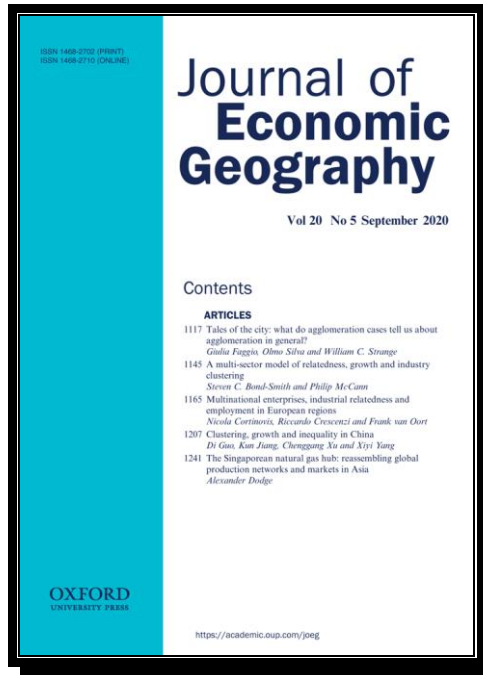 ISSN 1468-2702 (PRINT)
ISSN 1468-2710 (ONLINE)
Journal of
Economic
Geography
Vol 20 No 5 September 2020
Contents
ARTICLES
1117 Tales of the city: what do agglomeration cases tell us about
agglomeration in general?
Giulia Faggio, Olmo Silva and William C. Strange
1145 A multi-sector model of relatedness, growth and industry
clustering
Steven C. Bond-Smith and Philip McCann
1165 Multinational enterprises, industrial relatedness and
employment in European regions
Nicola Cortinovis, Riccardo Crescenzi and Frank van Oort
1207 Clustering, growth and inequality in China
Di Guo, Kun Jiang, Chenggang Xu and Xiyi Yang
1241 The Singaporean natural gas hub: reassembling global
production networks and markets in Asia
Alexander Dodge
OXFORD
UNIVERSITY PRESS
https://academic.oup.com/joeg